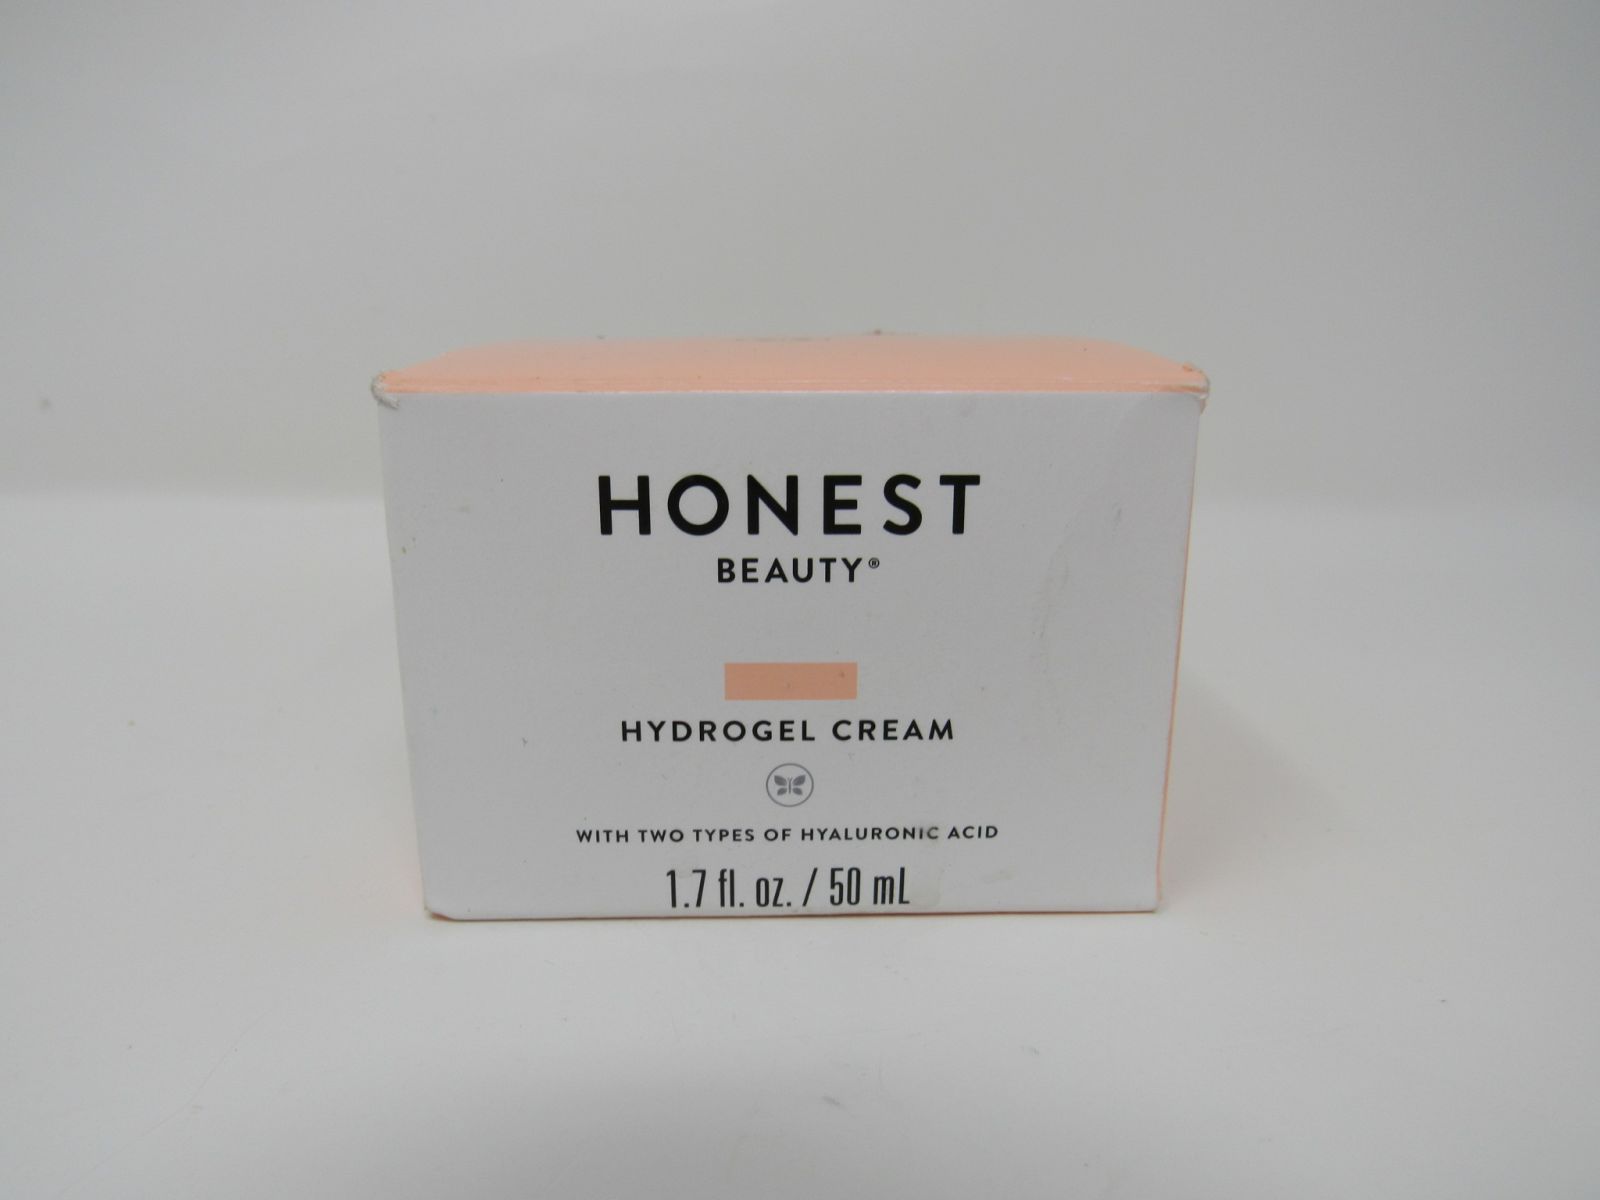 HONEST
BEAUTY®
HYDROGEL CREAM
WITH TWO TYPES OF HYALURONIC ACID
1.7 fl. oz. / 50 mL